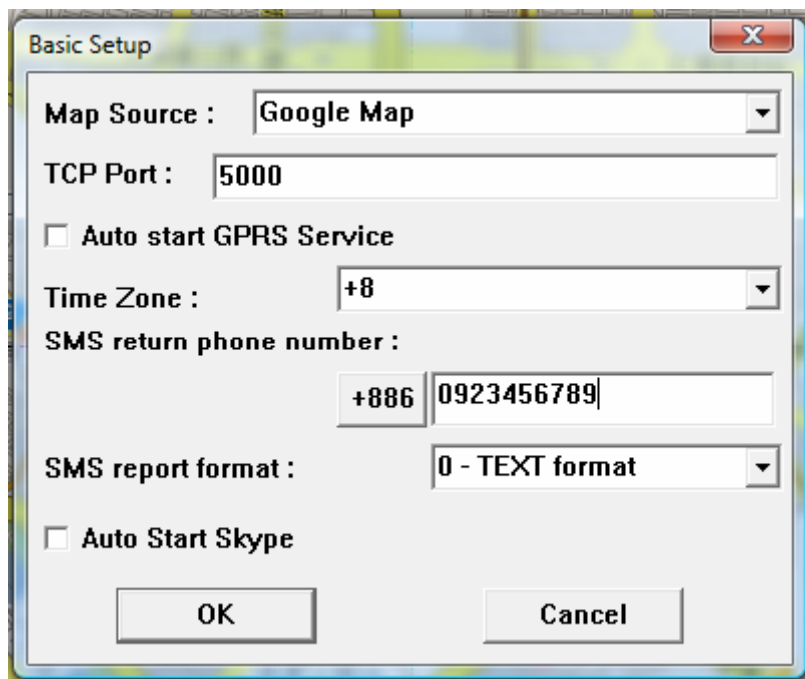 Basic Setup
Map Source : Google Map
TCP Port : 5000
Auto start GPRS Service
Time Zone : +8
SMS return phone number :
+886 0923456789
SMS report format : 0 - TEXT format
Auto Start Skype
OK Cancel